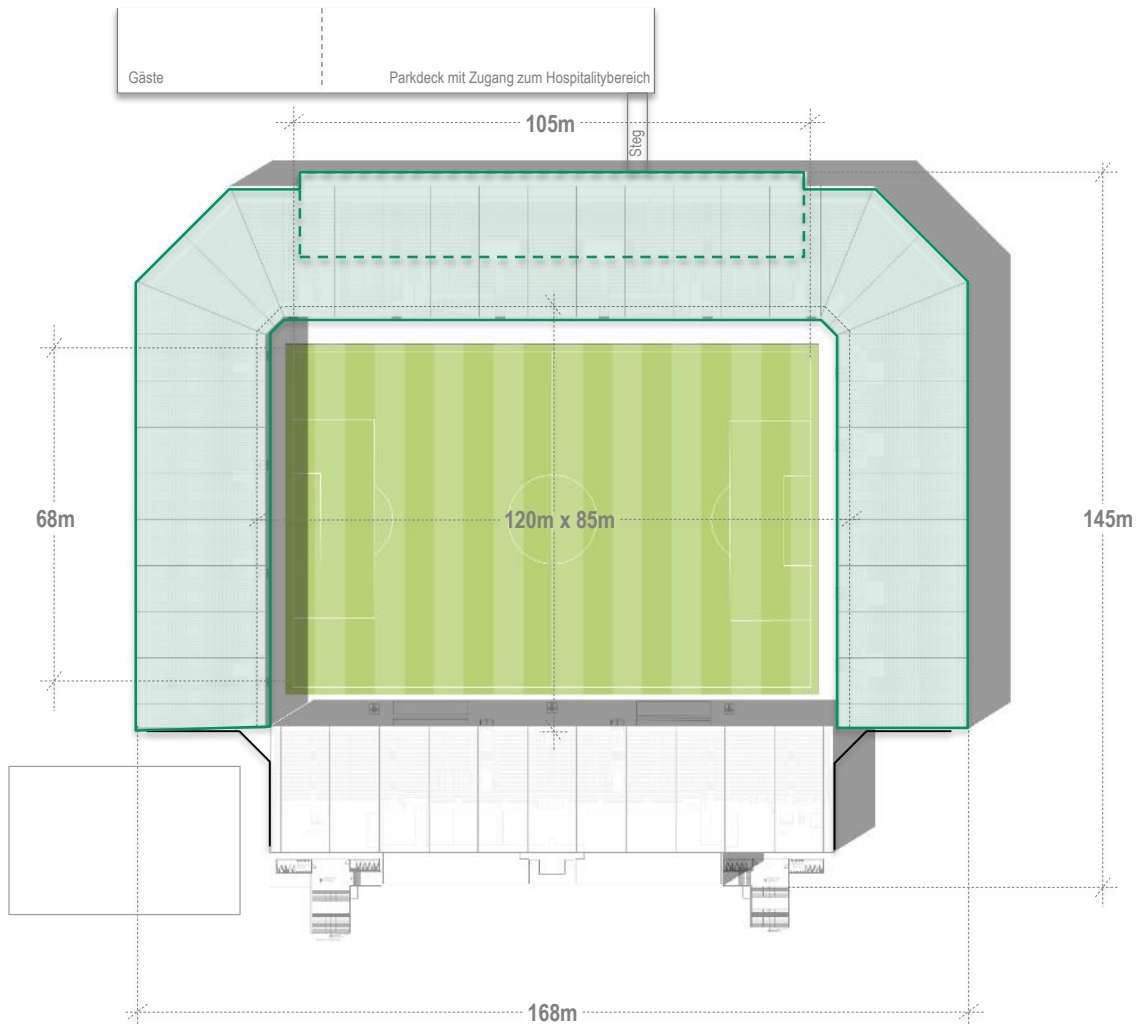 Gäste
Parkdeck mit Zugang zum Hospitalitybereich
Steg
105m
68m
120m x 85m
145m
168m